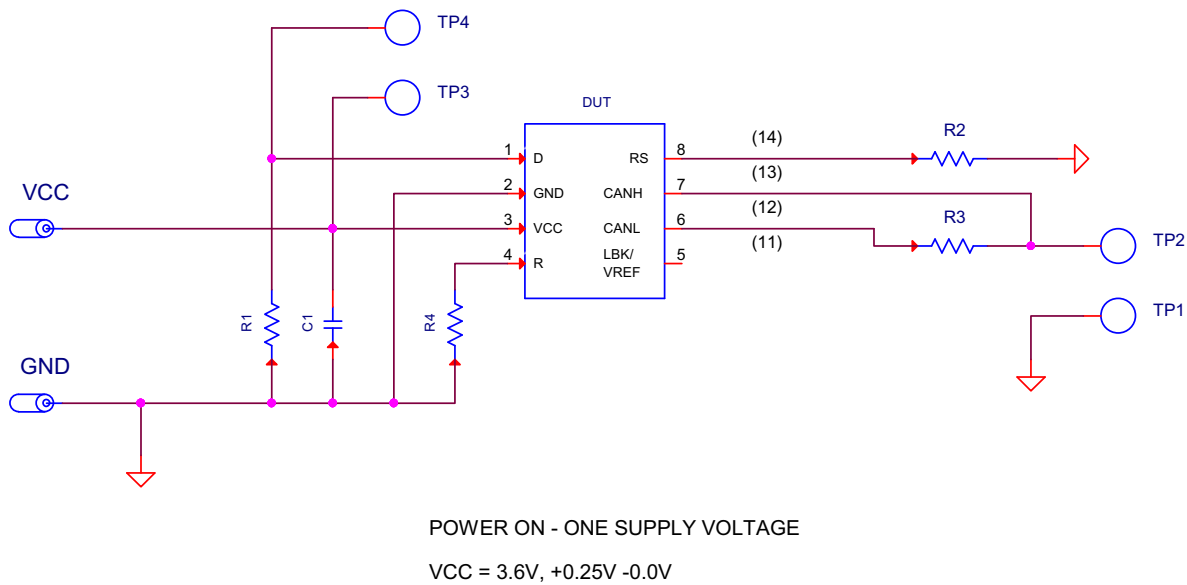 TP4
TP3
DUT
1 D RS 8 (14) R2
2 GND CANH 7 (13)
VCC
3 VCC CANL 6 (12) R3
TP2
4 R LBK/ 5 (11)
VREF
R1 C1 R4
TP1
GND
POWER ON - ONE SUPPLY VOLTAGE
VCC = 3.6V, +0.25V -0.0V